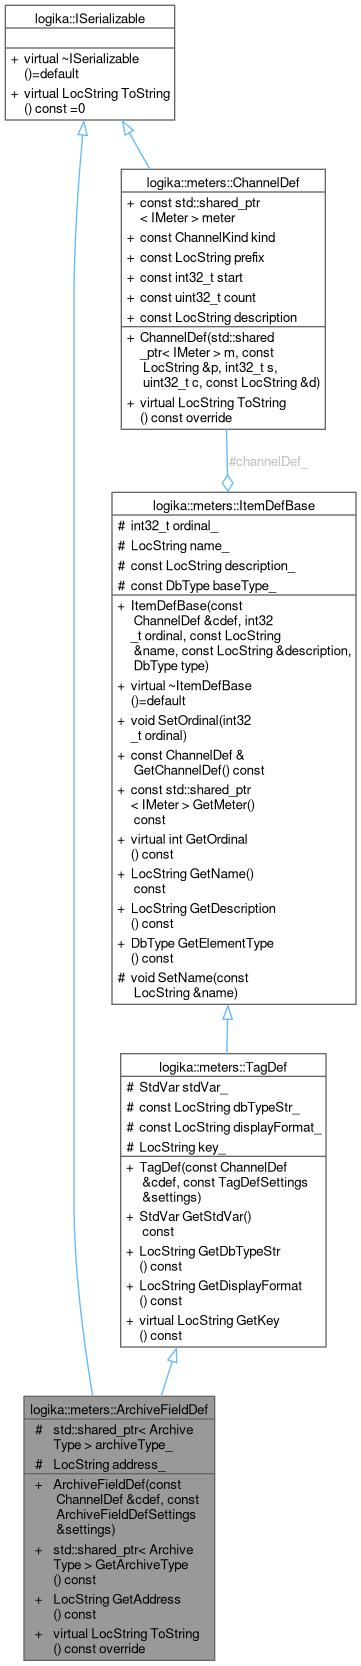 logika::ISerializable
+ virtual ~ISerializable
()=default
+ virtual LocString ToString
() const =0
logika::meters::ChannelDef
+ const std::shared_ptr
< IMeter > meter
+ const ChannelKind kind
+ const LocString prefix
+ const int32_t start
+ const uint32_t count
+ const LocString description
+ ChannelDef(std::shared
_ptr< IMeter > m, const
LocString &p, int32_t s,
uint32_t c, const LocString &d)
+ virtual LocString ToString
() const override
#channelDef_
logika::meters::ItemDefBase
# int32_t ordinal_
# LocString name_
# const LocString description_
# const DbType baseType_
+ ItemDefBase(const
ChannelDef &cdef, int32
_t ordinal, const LocString
&name, const LocString &description,
DbType type)
+ virtual ~ItemDefBase
()=default
+ void SetOrdinal(int32
_t ordinal)
+ const ChannelDef &
GetChannelDef() const
+ const std::shared_ptr
< IMeter > GetMeter()
const
+ virtual int GetOrdinal
() const
+ LocString GetName()
const
+ LocString GetDescription
() const
+ DbType GetElementType
() const
# void SetName(const
LocString &name)
logika::meters::TagDef
# StdVar stdVar_
# const LocString dbTypeStr_
# const LocString displayFormat_
# LocString key_
+ TagDef(const ChannelDef
&cdef, const TagDefSettings
&settings)
+ StdVar GetStdVar()
const
+ LocString GetDbTypeStr
() const
+ LocString GetDisplayFormat
() const
+ virtual LocString GetKey
() const
logika::meters::ArchiveFieldDef
# std::shared_ptr< Archive
Type > archiveType_
# LocString address_
+ ArchiveFieldDef(const
ChannelDef &cdef, const
ArchiveFieldDefSettings
&settings)
+ std::shared_ptr< Archive
Type > GetArchiveType
() const
+ LocString GetAddress
() const
+ virtual LocString ToString
() const override